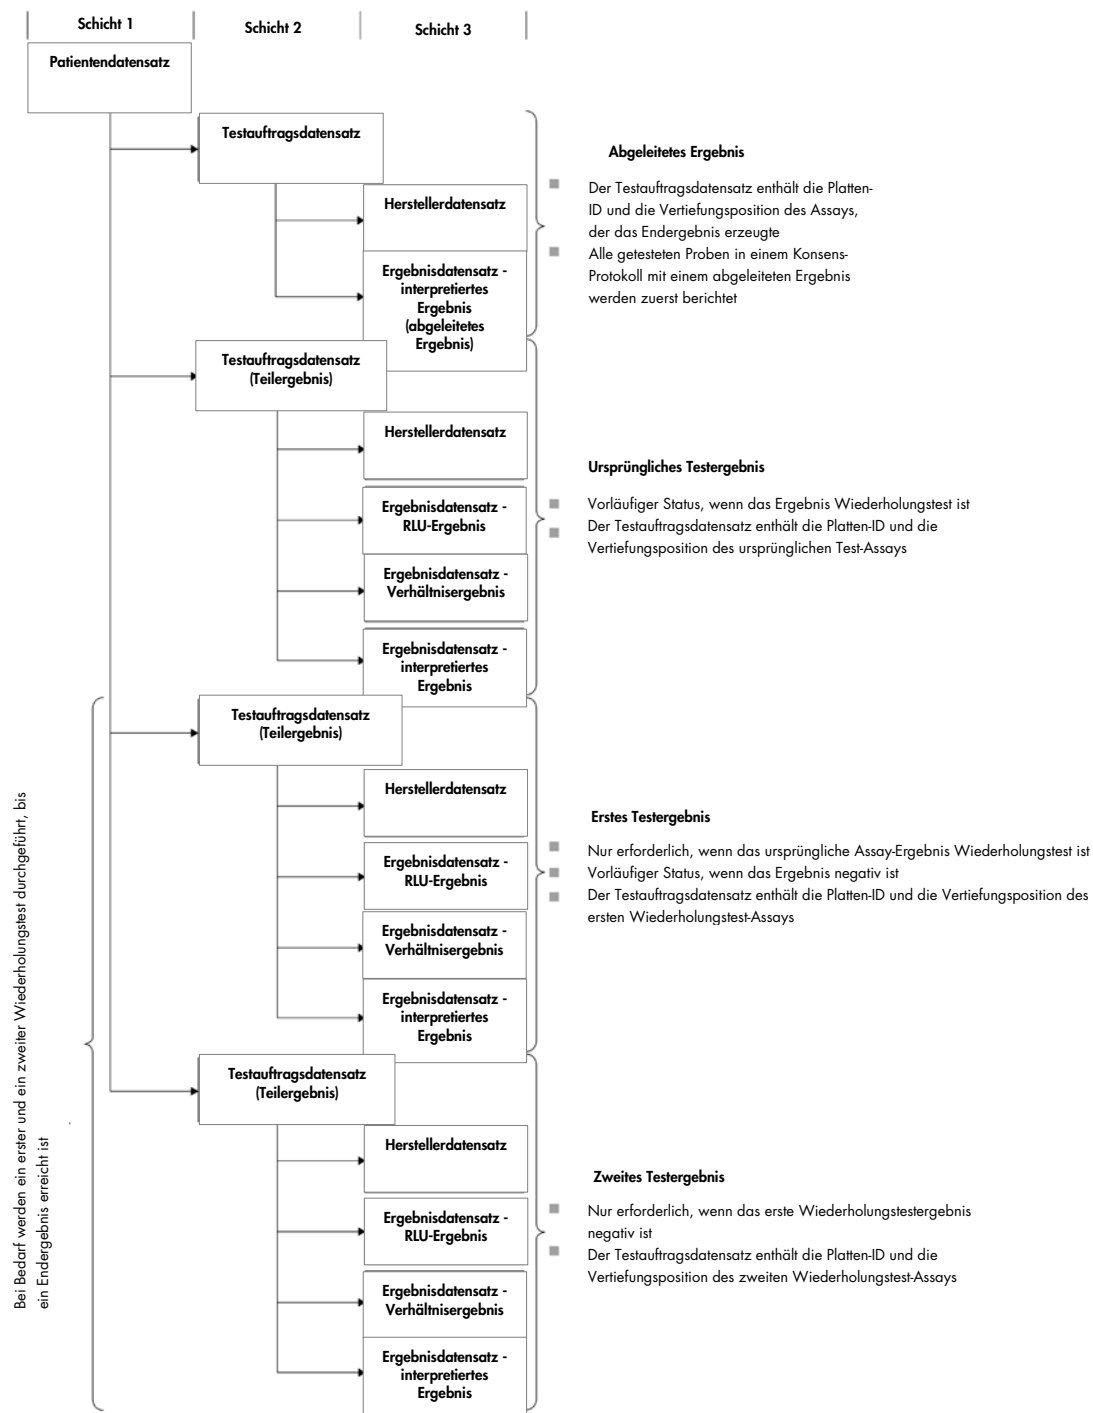 Schicht 1
Schicht 2
Schicht 3
Patientendatensatz
Testauftragsdatensatz
Herstellerdatensatz
Ergebnisdatensatz -
interpretiertes
Ergebnis
(abgeleitetes
Ergebnis)
Abgeleitetes Ergebnis
Der Testauftragsdatensatz enthält die Platten-
ID und die Vertiefungsposition des Assays,
der das Endergebnis erzeugte
Alle getesteten Proben in einem Konsens-
Protokoll mit einem abgeleiteten Ergebnis
werden zuerst berichtet
Testauftragsdatensatz
(Teilergebnis)
Herstellerdatensatz
Ergebnisdatensatz -
RLU-Ergebnis
Ergebnisdatensatz -
Verhältnisergebnis
Ergebnisdatensatz -
interpretiertes
Ergebnis
Ursprüngliches Testergebnis
Vorläufiger Status, wenn das Ergebnis Wiederholungstest ist
Der Testauftragsdatensatz enthält die Platten-ID und die
Vertiefungsposition des ursprünglichen Test-Assays
Bei Bedarf werden ein erster und ein zweiter Wiederholungstest durchgeführt, bis
ein Endergebnis erreicht ist
Testauftragsdatensatz
(Teilergebnis)
Herstellerdatensatz
Ergebnisdatensatz -
RLU-Ergebnis
Ergebnisdatensatz -
Verhältnisergebnis
Ergebnisdatensatz -
interpretiertes
Ergebnis
Erstes Testergebnis
Nur erforderlich, wenn das ursprüngliche Assay-Ergebnis Wiederholungstest ist
Vorläufiger Status, wenn das Ergebnis negativ ist
Der Testauftragsdatensatz enthält die Platten-ID und die Vertiefungsposition des
ersten Wiederholungstest-Assays
Testauftragsdatensatz
(Teilergebnis)
Herstellerdatensatz
Ergebnisdatensatz -
RLU-Ergebnis
Ergebnisdatensatz -
Verhältnisergebnis
Ergebnisdatensatz -
interpretiertes
Ergebnis
Zweites Testergebnis
Nur erforderlich, wenn das erste Wiederholungstestergebnis
negativ ist
Der Testauftragsdatensatz enthält die Platten-ID und die
Vertiefungsposition des zweiten Wiederholungstest-Assays